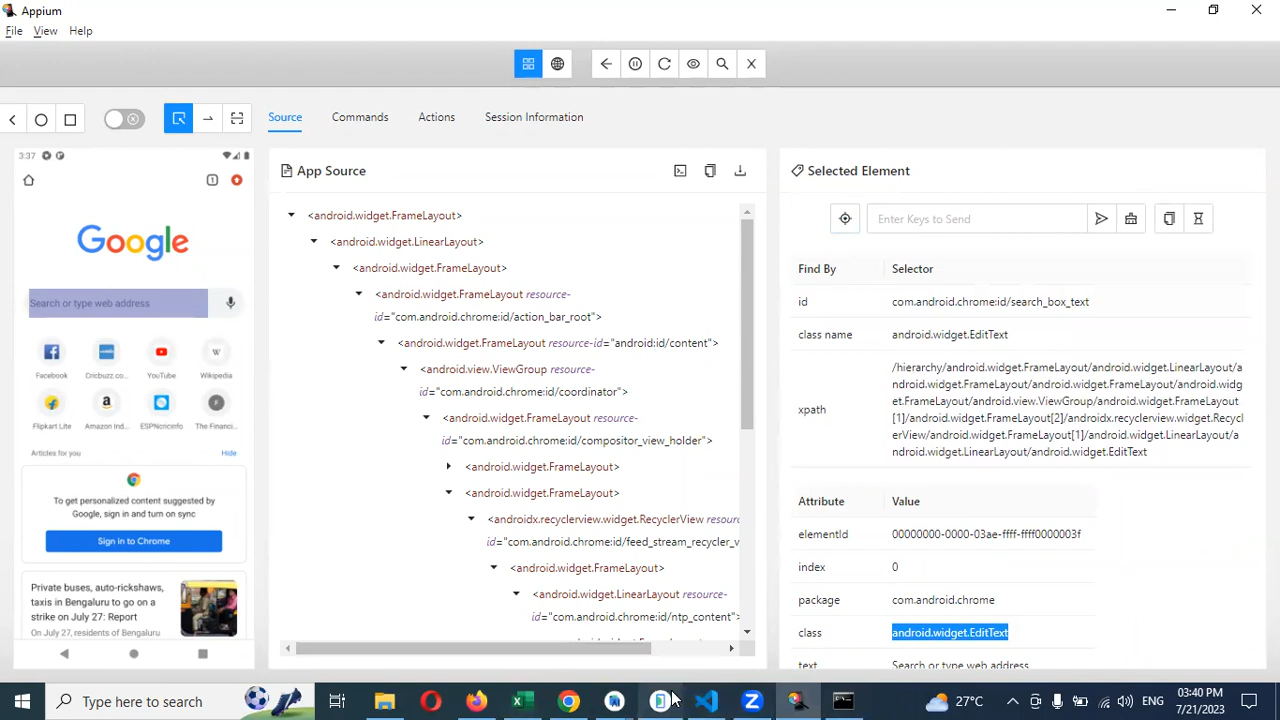 Appium
File View Help
Source Commands Actions Session Information
3:37
1
Google
Search or type web address
Facebook Cricbuzz.co... YouTube Wikipedia
Flipkart Lite Amazon Ind... ESPNcricinfo The Financi...
Articles for you Hide
To get personalized content suggested by
Google, sign in and turn on sync
Sign in to Chrome
Private buses, auto-rickshaws,
taxis in Bengaluru to go on a
strike on July 27: Report
On July 27, residents of Bengaluru
App Source
<android.widget.FrameLayout>
<android.widget.LinearLayout>
<android.widget.FrameLayout>
<android.widget.FrameLayout resource-
id="com.android.chrome:id/action_bar_root">
<android.widget.FrameLayout resource-id="android:id/content">
<android.view.ViewGroup resource-
id="com.android.chrome:id/coordinator">
<android.widget.FrameLayout resource-
id="com.android.chrome:id/compositor_view_holder">
<android.widget.FrameLayout>
<android.widget.FrameLayout>
<androidx.recyclerview.widget.RecyclerView resourc
id="com.android.chrome:id/feed_stream_recycler_v
<android.widget.FrameLayout>
<android.widget.LinearLayout resource-
id="com.android.chrome:id/ntp_content">
Selected Element
Enter Keys to Send
Find By Selector
id com.android.chrome:id/search_box_text
class name android.widget.EditText
xpath
/hierarchy/android.widget.FrameLayout/android.widget.LinearLayout/a
ndroid.widget.FrameLayout/android.widget.FrameLayout/android.widg
et.FrameLayout/android.view.ViewGroup/android.widget.FrameLayout
[1]/android.widget.FrameLayout[2]/androidx.recyclerview.widget.Recycl
erView/android.widget.FrameLayout[1]/android.widget.LinearLayout/a
ndroid.widget.LinearLayout/android.widget.EditText
Attribute Value
elementId 00000000-0000-03ae-ffff-ffff0000003f
index 0
package com.android.chrome
class android.widget.EditText
text Search or type web address
Type here to search
27°C
ENG
03:40 PM
7/21/2023